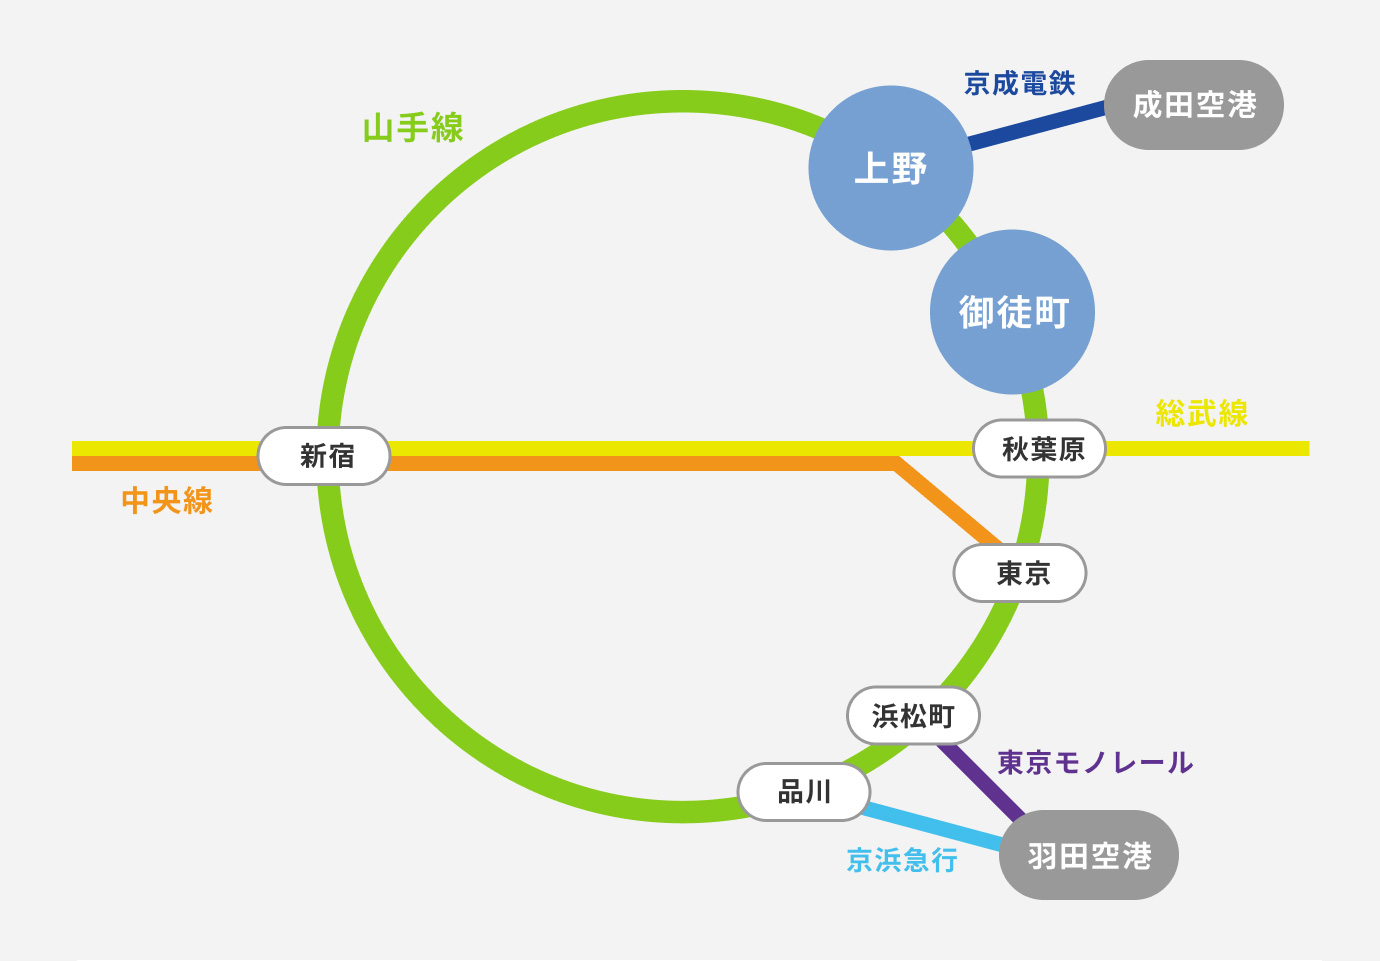 京成電鉄
成田空港
山手線
上野
御徒町
総武線
新宿
秋葉原
中央線
東京
浜松町
東京モノレール
品川
京浜急行
羽田空港